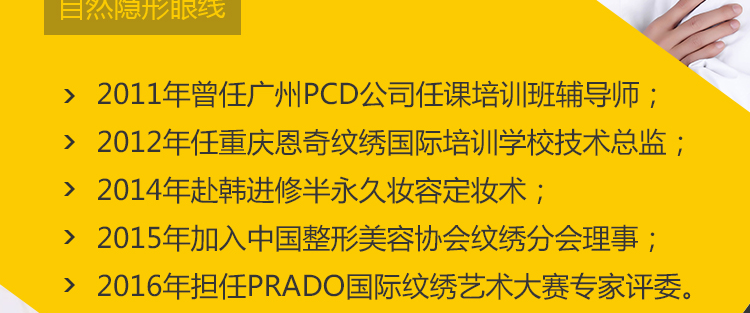 自然隐形眼线
› 2011年曾任广州PCD公司任课培训班辅导师；
› 2012年任重庆恩奇纹绣国际培训学校技术总监；
› 2014年赴韩进修半永久妆容定妆术；
› 2015年加入中国整形美容协会纹绣分会理事；
› 2016年担任PRADO国际纹绣艺术大赛专家评委。